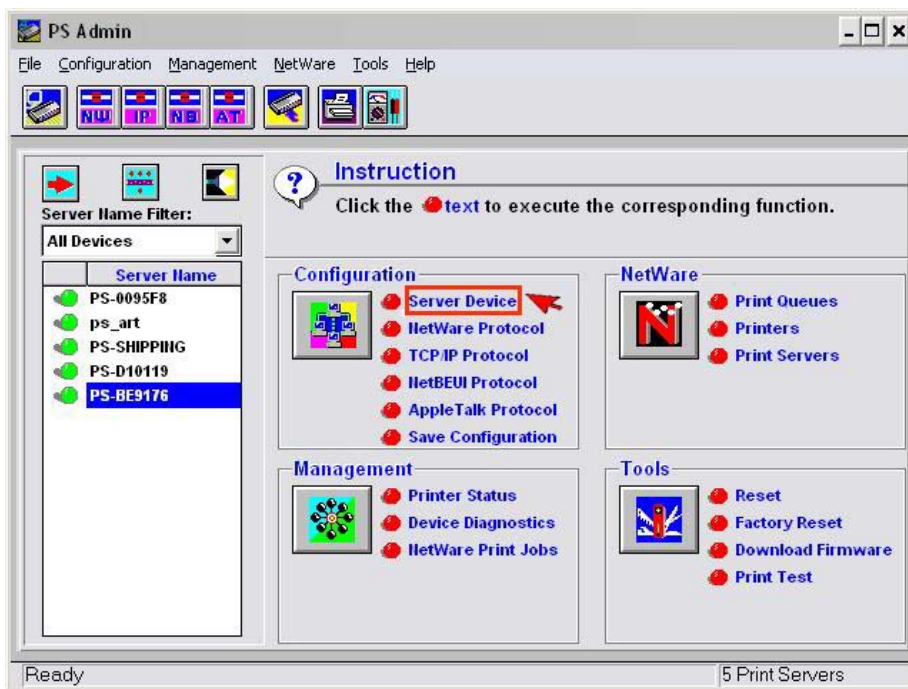 PS Admin
File Configuration Management NetWare Tools Help
NW IP NB AT
Server Name Filter:
All Devices
Server Name
PS-0095F8
ps_art
PS-SHIPPING
PS-D10119
PS-BE9176
Instruction
Click the text to execute the corresponding function.
Configuration
Server Device
NetWare Protocol
TCP/IP Protocol
NetBEUI Protocol
AppleTalk Protocol
Save Configuration
NetWare
N
Print Queues
Printers
Print Servers
Management
Printer Status
Device Diagnostics
NetWare Print Jobs
Tools
Reset
Factory Reset
Download Firmware
Print Test
Ready
5 Print Servers